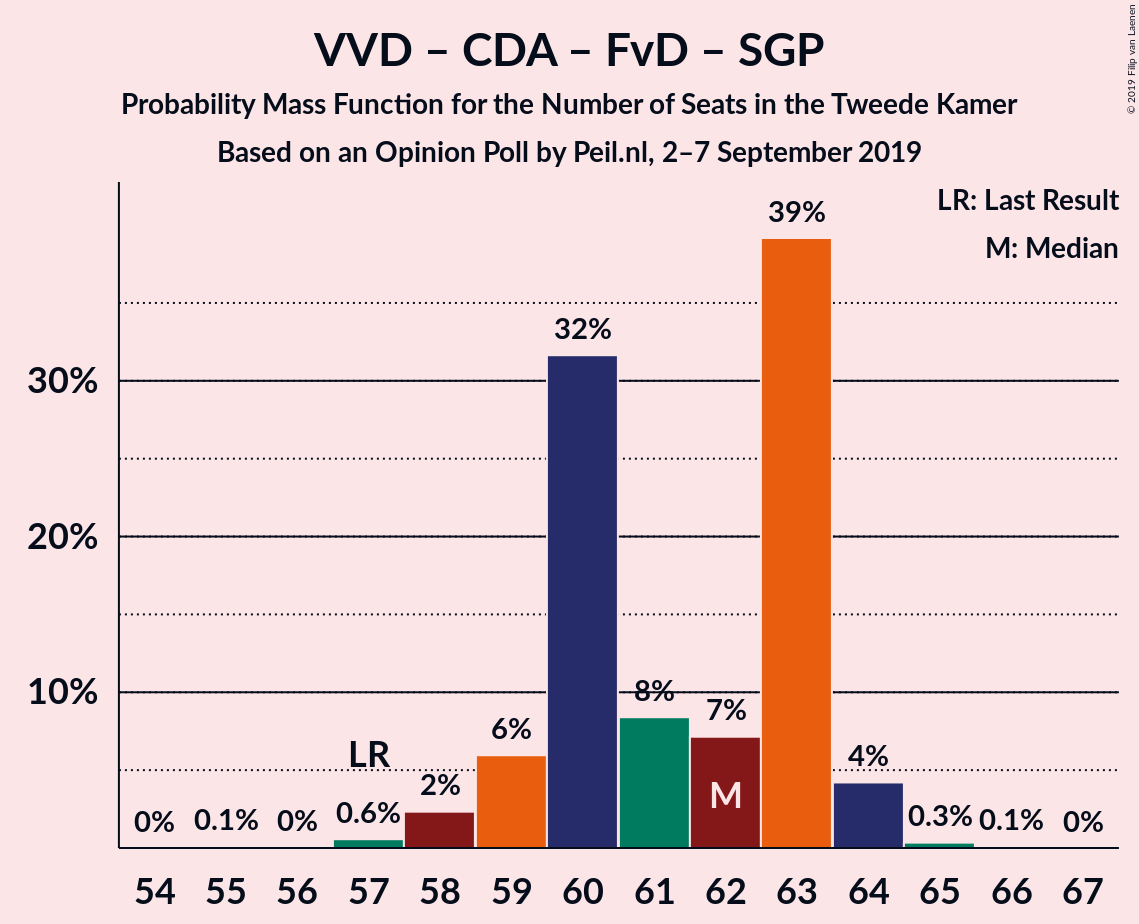 VVD – CDA – FvD – SGP
Probability Mass Function for the Number of Seats in the Tweede Kamer
Based on an Opinion Poll by Peil.nl, 2–7 September 2019
© 2019 Filip van Laenen
LR: Last Result
M: Median
39%
32%
30%
20%
10%
8%
7%
6%
LR
4%
2%
0% 0.1% 0% 0.6% 0.3% 0.1% 0%
M
54 55 56 57 58 59 60 61 62 63 64 65 66 67